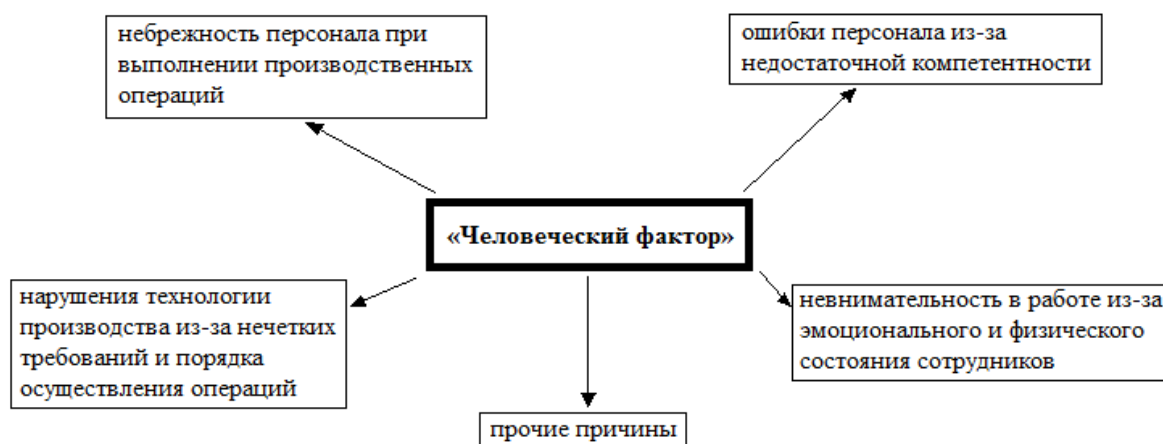 небрежность персонала при
выполнении производственных
операций
ошибки персонала из-за
недостаточной компетентности
«Человеческий фактор»
нарушения технологии
производства из-за нечетких
требований и порядка
осуществления операций
невнимательность в работе из-за
эмоционального и физического
состояния сотрудников
прочие причины